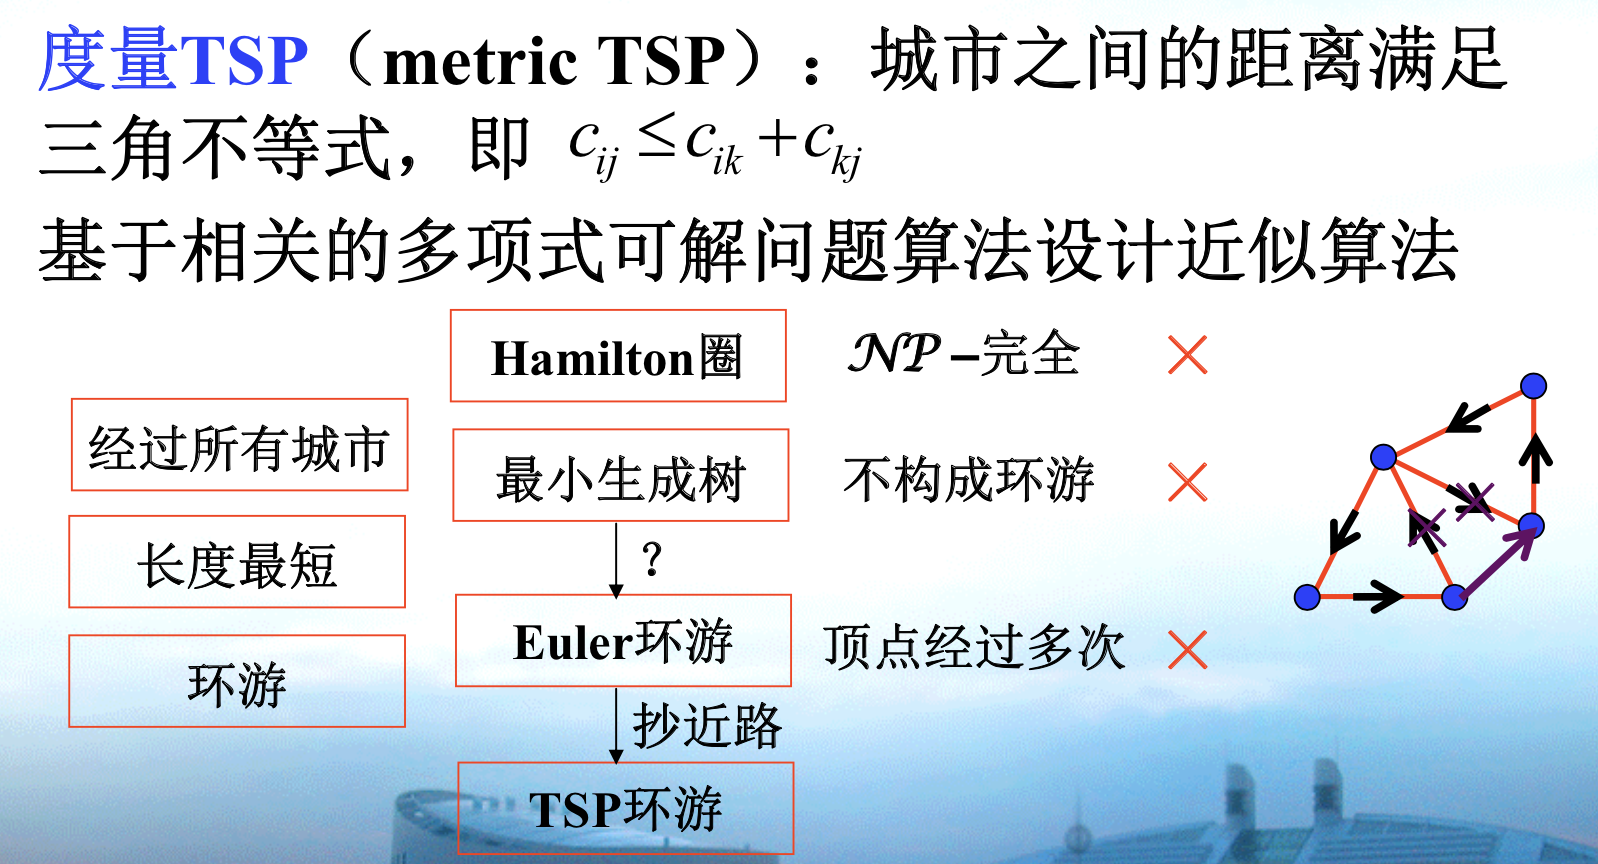 度量TSP（metric TSP）：城市之间的距离满足
三角不等式，即 c_{ij} ≤ c_{ik} + c_{kj}
基于相关的多项式可解问题算法设计近似算法
Hamilton圈 𝒩𝒫–完全 ×
经过所有城市
最小生成树 不构成环游 ×
长度最短
？
Euler环游 顶点经过多次 ×
环游
抄近路
TSP环游